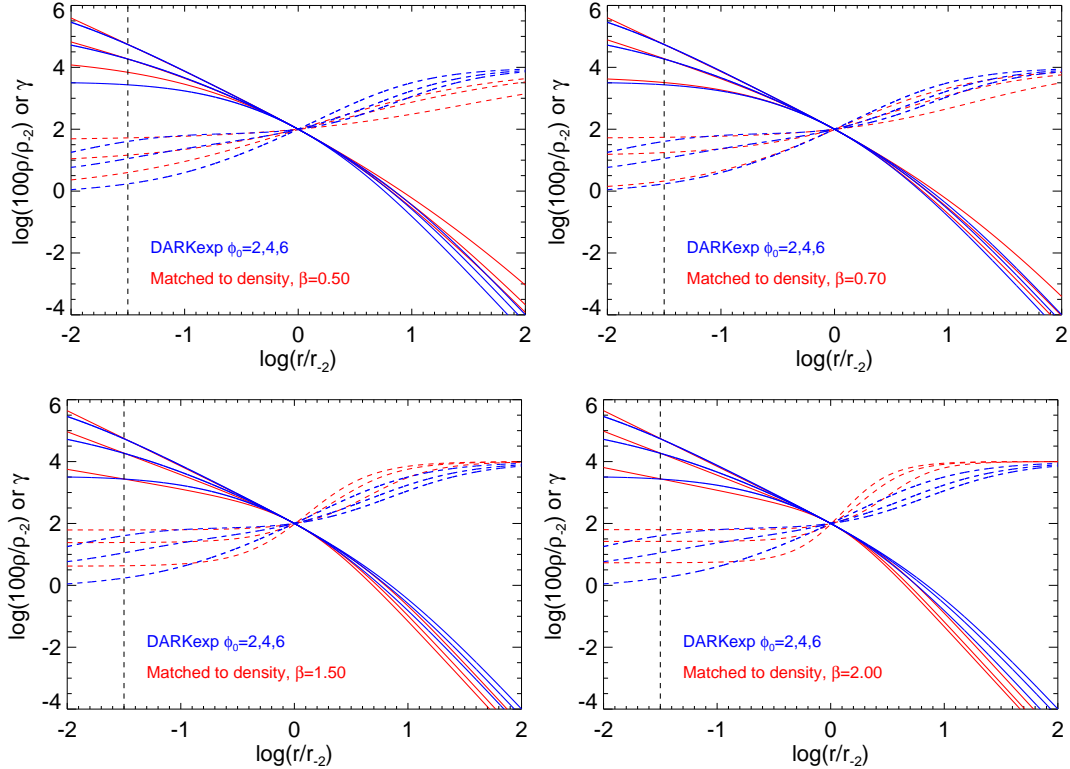 6
4
2
0
-2
-4
log(100ρ/ρ-2) or γ
DARKexp ϕ0=2,4,6
Matched to density, β=0.50
-2 -1 0 1 2
log(r/r-2)
6
4
2
0
-2
-4
log(100ρ/ρ-2) or γ
DARKexp ϕ0=2,4,6
Matched to density, β=0.70
-2 -1 0 1 2
log(r/r-2)
6
4
2
0
-2
-4
log(100ρ/ρ-2) or γ
DARKexp ϕ0=2,4,6
Matched to density, β=1.50
-2 -1 0 1 2
log(r/r-2)
6
4
2
0
-2
-4
log(100ρ/ρ-2) or γ
DARKexp ϕ0=2,4,6
Matched to density, β=2.00
-2 -1 0 1 2
log(r/r-2)